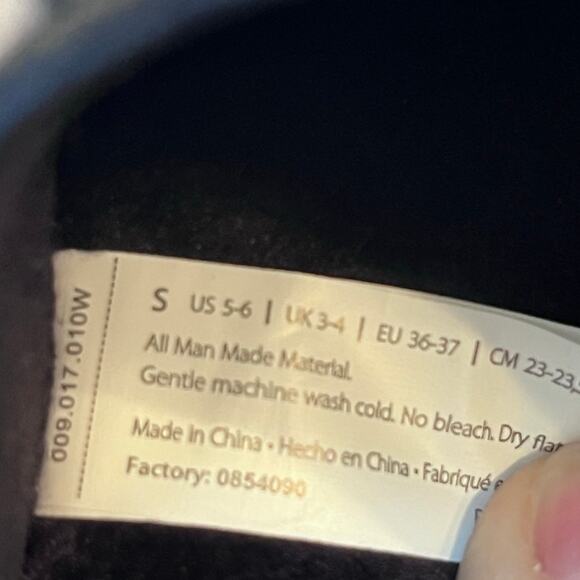 009.017.010W
S US 5-6 | UK 3-4 | EU 36-37 | CM 23-23.
All Man Made Material.
Gentle machine wash cold. No bleach. Dry flat
Made in China • Hecho en China • Fabriqué
Factory: 0854090